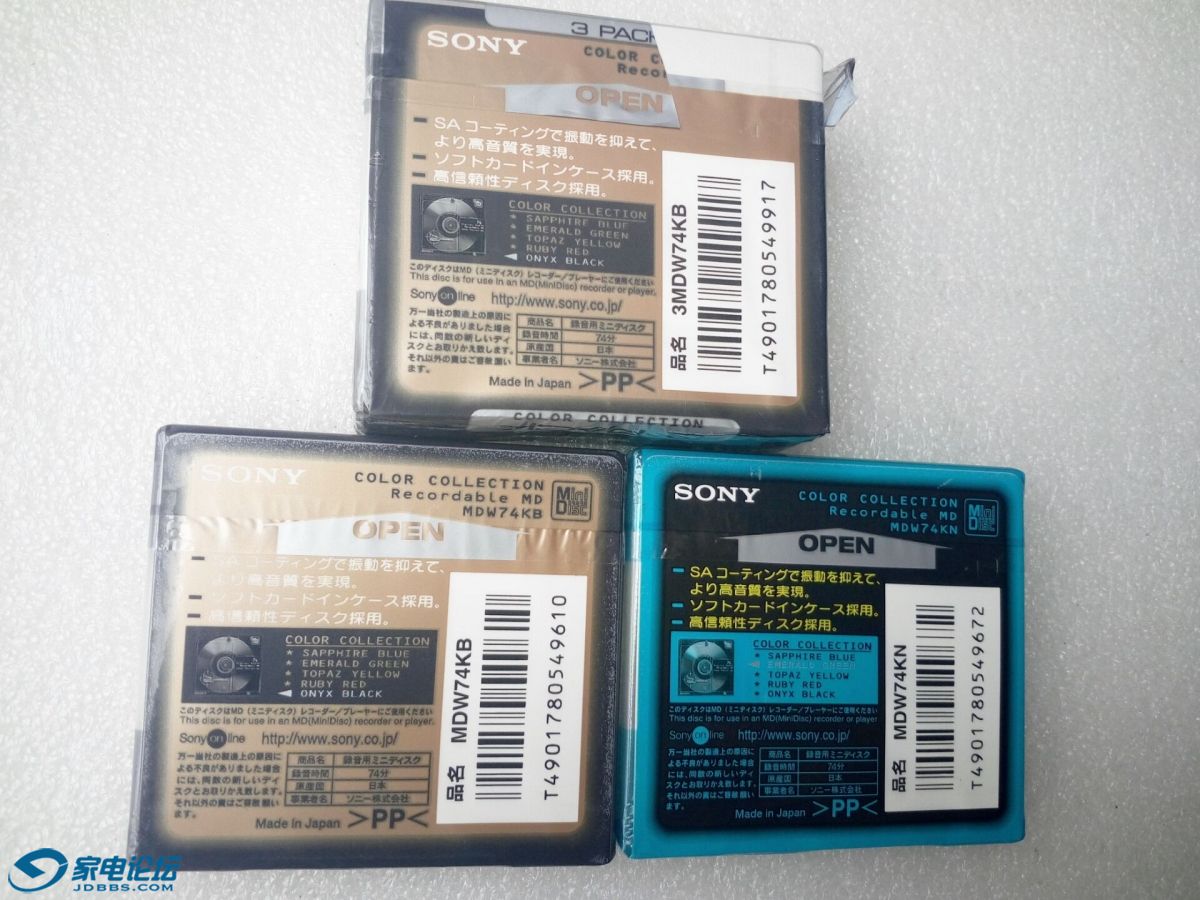 3 PACK
SONY
COLOR C
Recor
OPEN
SAコーティングで振動を抑えて、
より高音質を実現。
ソフトカードインケース採用。
高信頼性ディスク採用。
COLOR COLLECTION
* SAPPHIRE BLUE
* EMERALD GREEN
* TOPAZ YELLOW
* RUBY RED
ONYX BLACK
このディスクはMD(ミニディスク)レコーダー/プレーヤーにご使用ください
This disc is for use in an MD(MiniDisc) recorder or player.
Sony on line http://www.sony.co.jp/
万一当社の製造上の原因に
よる不良がありました場合
には、同数の新しいディ
スクとお取りかえ致します。
それ以外の責はご容赦願い
ます。
商品名 録音用ミニディスク
録音時間 74分
原産国 日本
事業者名 ソニー株式会社
Made in Japan >PP<
品名 3MDW74KB
T4901780549917
COLOR COLLECTION
SONY
COLOR COLLECTION
Recordable MD
MDW74KB
Mini Disc
OPEN
SAコーティングで振動を抑えて、
より高音質を実現。
ソフトカードインケース採用。
高信頼性ディスク採用。
COLOR COLLECTION
* SAPPHIRE BLUE
* EMERALD GREEN
* TOPAZ YELLOW
* RUBY RED
ONYX BLACK
このディスクはMD(ミニディスク)レコーダー/プレーヤーにご使用ください
This disc is for use in an MD(MiniDisc) recorder or player.
Sony on line http://www.sony.co.jp/
万一当社の製造上の原因に
よる不良がありました場合
には、同数の新しいディ
スクとお取りかえ致します。
それ以外の責はご容赦願い
ます。
商品名 録音用ミニディスク
録音時間 74分
原産国 日本
事業者名 ソニー株式会社
Made in Japan >PP<
品名 MDW74KB
T4901780549610
SONY
COLOR COLLECTION
Recordable MD
MDW74KN
Mini Disc
OPEN
SAコーティングで振動を抑えて、
より高音質を実現。
ソフトカードインケース採用。
高信頼性ディスク採用。
COLOR COLLECTION
* SAPPHIRE BLUE
EMERALD GREEN
* TOPAZ YELLOW
* RUBY RED
* ONYX BLACK
このディスクはMD(ミニディスク)レコーダー/プレーヤーにご使用ください
This disc is for use in an MD(MiniDisc) recorder or player
Sony on line http://www.sony.co.jp/
万一当社の製造上の原因に
よる不良がありました場合
には、同数の新しいディ
スクとお取りかえ致します。
それ以外の責はご容赦願い
ます。
商品名 録音用ミニディスク
録音時間 74分
原産国 日本
事業者名 ソニー株式会社
Made in Japan >PP<
品名 MDW74KN
T4901780549672
家电论坛
JDBBS.COM